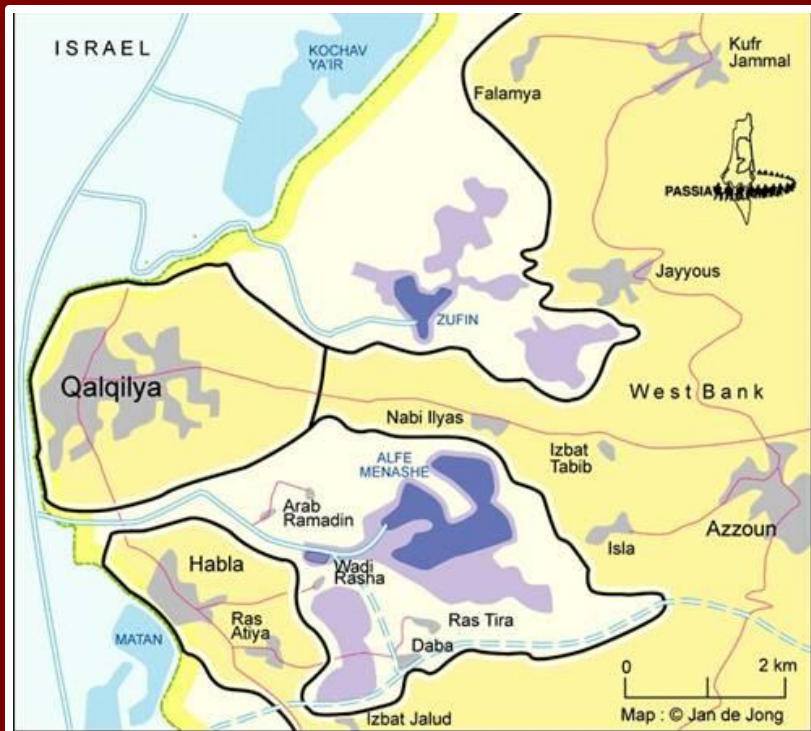 ISRAEL
KOCHAV
YA'IR
Kufr
Jammal
Falamya
PASSIA
Jayyous
ZUFIN
Qalqilya
West Bank
Nabi Ilyas
Izbat
Tabib
ALFE
MENASHE
Arab
Ramadin
Azzoun
Isla
Habla
Wadi
Rasha
Ras
Atiya
Ras Tira
MATAN
Daba
0 2 km
Izbat Jalud
Map : © Jan de Jong